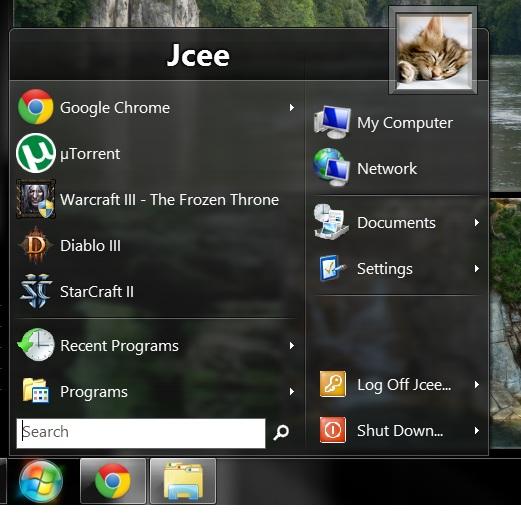 Jcee
Google Chrome
µTorrent
Warcraft III - The Frozen Throne
Diablo III
StarCraft II
Recent Programs
Programs
Search
My Computer
Network
Documents
Settings
Log Off Jcee...
Shut Down...